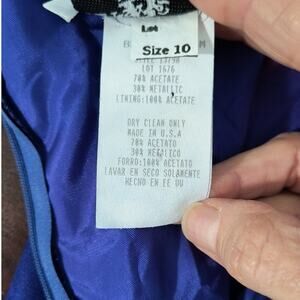 Size 10
LOT 1676
70% ACETATE
30% METALLIC
LINING:100% ACETATE
DRY CLEAN ONLY
MADE IN U.S.A
70% ACETATO
30% METALICO
FORRO:100% ACETATO
LAVAR EN SECO SOLAMENTE
HECHO EN EE UU